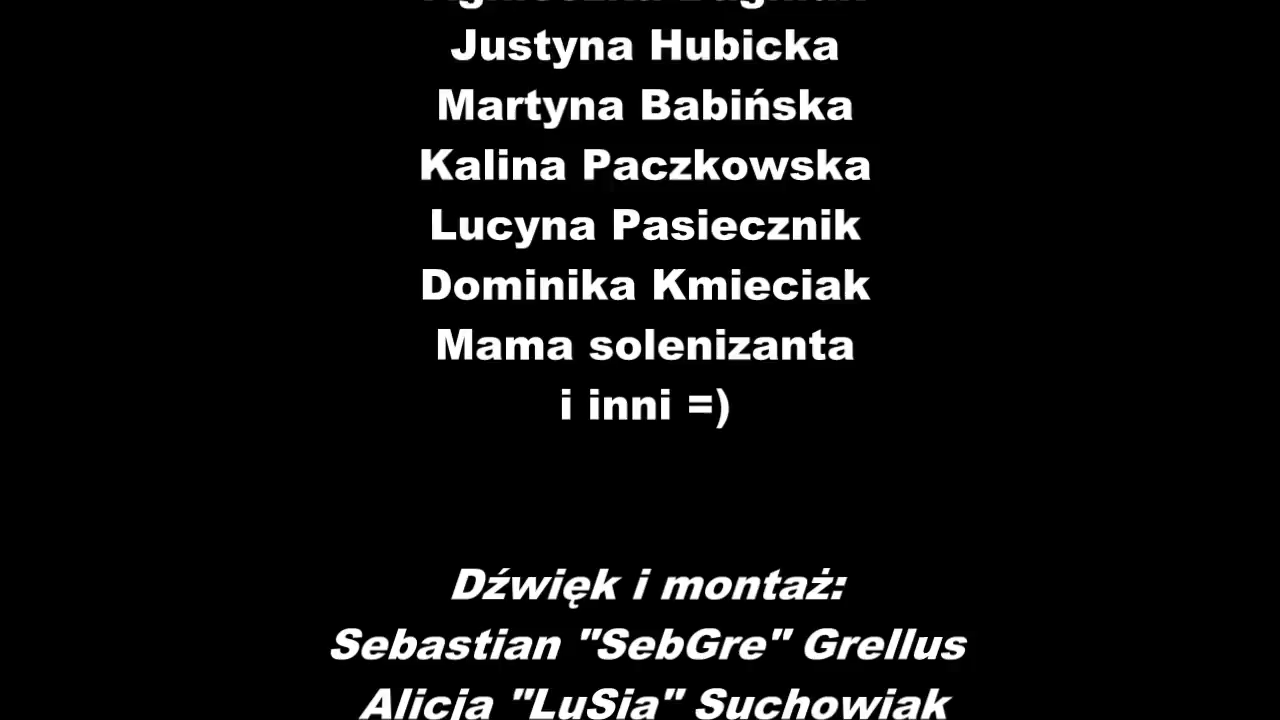 Justyna Hubicka
Martyna Babińska
Kalina Paczkowska
Lucyna Pasiecznik
Dominika Kmieciak
Mama solenizanta
i inni =)
Dźwięk i montaż:
Sebastian "SebGre" Grellus
Alicja "LuSia" Suchowiak